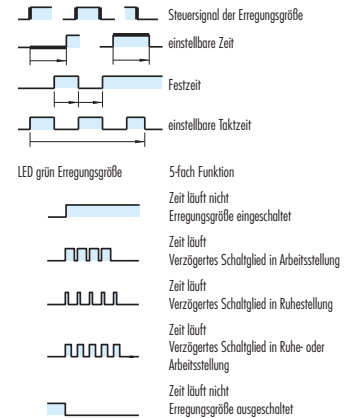 Steuersignal der Erregungsgröße
einstellbare Zeit
Festzeit
einstellbare Taktzeit
LED grün Erregungsgröße 5-fach Funktion
Zeit läuft nicht
Erregungsgröße eingeschaltet
Zeit läuft
Verzögertes Schaltglied in Arbeitsstellung
Zeit läuft
Verzögertes Schaltglied in Ruhestellung
Zeit läuft
Verzögertes Schaltglied in Ruhe- oder
Arbeitsstellung
Zeit läuft nicht
Erregungsgröße ausgeschaltet